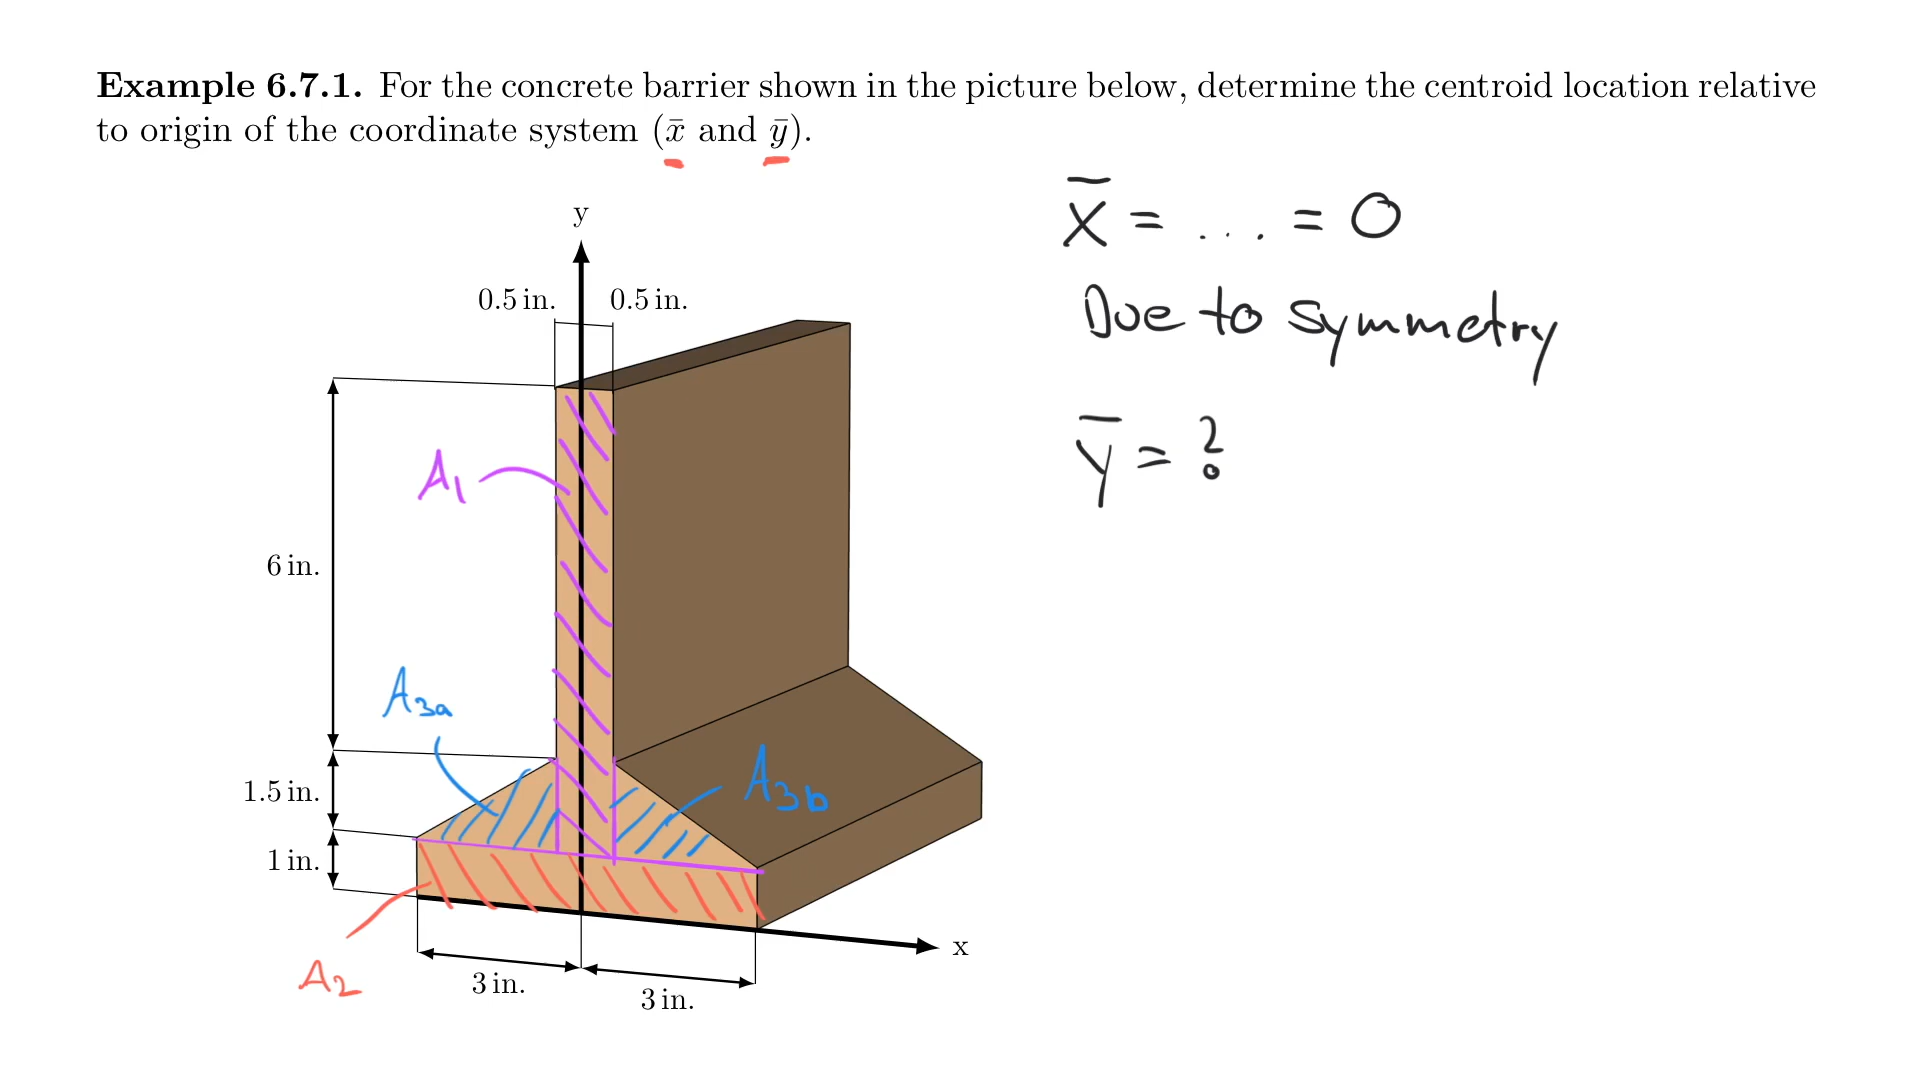 Example 6.7.1. For the concrete barrier shown in the picture below, determine the centroid location relative
to origin of the coordinate system (x̄ and ȳ).
x̄ = ... = 0
Due to symmetry
ȳ = ?
y
0.5 in. 0.5 in.
A₁
6 in.
A₃ₐ
A₃b
1.5 in.
1 in.
x
A₂
3 in.
3 in.